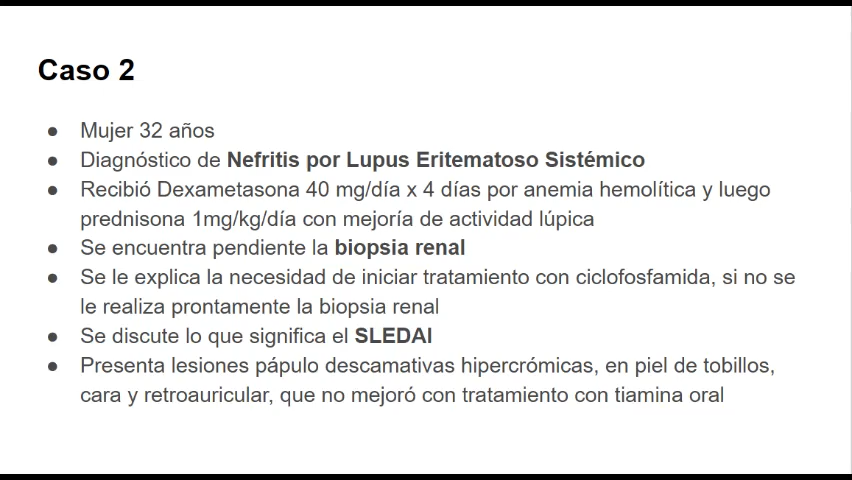 Caso 2
● Mujer 32 años
● Diagnóstico de Nefritis por Lupus Eritematoso Sistémico
● Recibió Dexametasona 40 mg/día x 4 días por anemia hemolítica y luego
prednisona 1mg/kg/día con mejoría de actividad lúpica
● Se encuentra pendiente la biopsia renal
● Se le explica la necesidad de iniciar tratamiento con ciclofosfamida, si no se
le realiza prontamente la biopsia renal
● Se discute lo que significa el SLEDAI
● Presenta lesiones pápulo descamativas hipercrómicas, en piel de tobillos,
cara y retroauricular, que no mejoró con tratamiento con tiamina oral